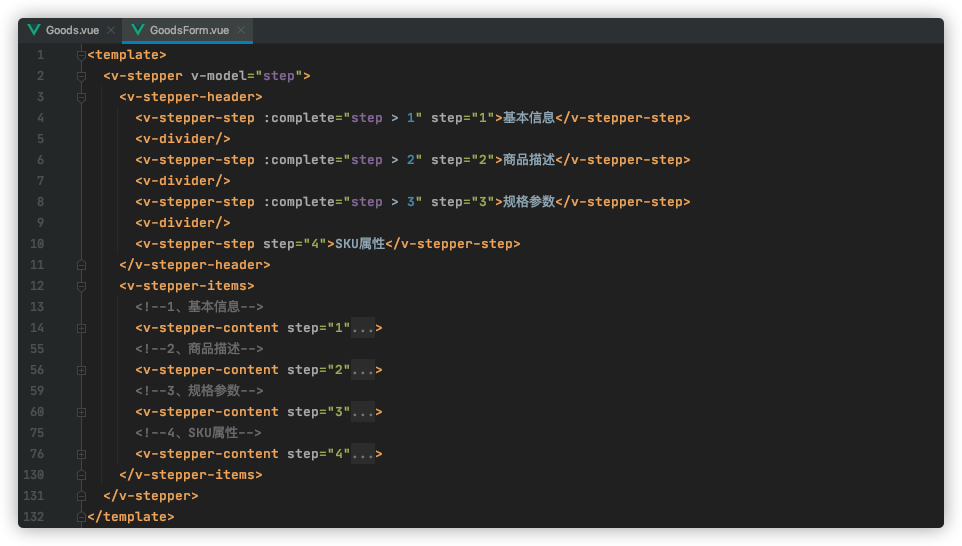 Goods.vue GoodsForm.vue
1 <template>
2 <v-stepper v-model="step">
3 <v-stepper-header>
4 <v-stepper-step :complete="step > 1" step="1">基本信息</v-stepper-step>
5 <v-divider/>
6 <v-stepper-step :complete="step > 2" step="2">商品描述</v-stepper-step>
7 <v-divider/>
8 <v-stepper-step :complete="step > 3" step="3">规格参数</v-stepper-step>
9 <v-divider/>
10 <v-stepper-step step="4">SKU属性</v-stepper-step>
11 </v-stepper-header>
12 <v-stepper-items>
13 <!--1、基本信息-->
14 <v-stepper-content step="1"...>
55 <!--2、商品描述-->
56 <v-stepper-content step="2"...>
59 <!--3、规格参数-->
60 <v-stepper-content step="3"...>
75 <!--4、SKU属性-->
76 <v-stepper-content step="4"...>
130 </v-stepper-items>
131 </v-stepper>
132 </template>